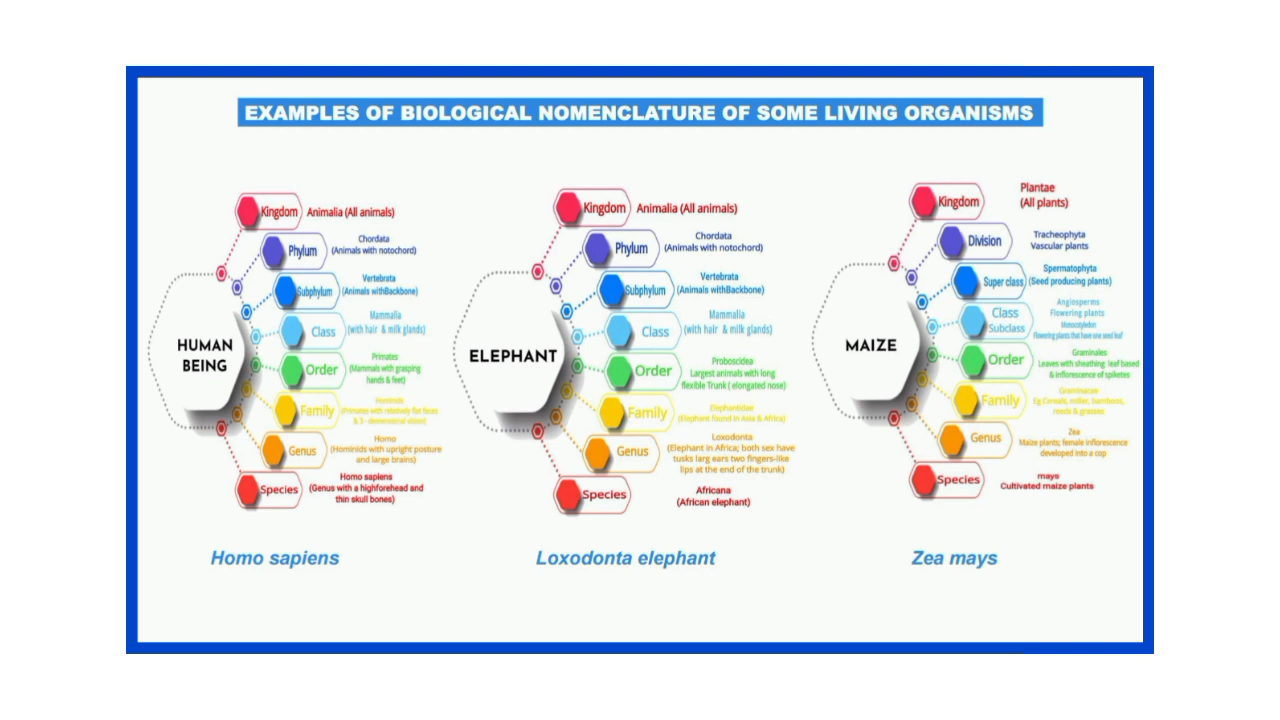 EXAMPLES OF BIOLOGICAL NOMENCLATURE OF SOME LIVING ORGANISMS
HUMAN
BEING
Kingdom
Animalia (All animals)
Phylum
Chordata
(Animals with notochord)
Subphylum
Vertebrata
(Animals withBackbone)
Class
Mammalia
(with hair & milk glands)
Order
Primates
(Mammals with grasping
hands & feet)
Family
Hominids
(Primates with relatively flat faces
& 3 - demensional vision)
Genus
Homo
(Hominids with upright posture
and large brains)
Species
Homo sapiens
(Genus with a highforehead and
thin skull bones)
Homo sapiens
ELEPHANT
Kingdom
Animalia (All animals)
Phylum
Chordata
(Animals with notochord)
Subphylum
Vertebrata
(Animals withBackbone)
Class
Mammalia
(with hair & milk glands)
Order
Proboscidea
Largest animals with long
flexible Trunk ( elongated nose)
Family
Elephantidae
(Elephant found in Asia & Africa)
Genus
Loxodonta
(Elephant in Africa; both sex have
tusks larg ears two fingers-like
lips at the end of the trunk)
Species
Africana
(African elephant)
Loxodonta elephant
MAIZE
Kingdom
Plantae
(All plants)
Division
Tracheophyta
Vascular plants
Super class
Spermatophyta
(Seed producing plants)
Class
Subclass
Angiosperms
Flowering plants
Flowering plants that have one seed leaf
Order
Graminales
Leaves with sheathing leaf based
& inflorescence of spiketes
Family
Eg Cereals, millet, bamboos,
reeds & grasses
Genus
Zea
Maize plants; female inflorescence
developed into a cop
Species
mays
Cultivated maize plants
Zea mays